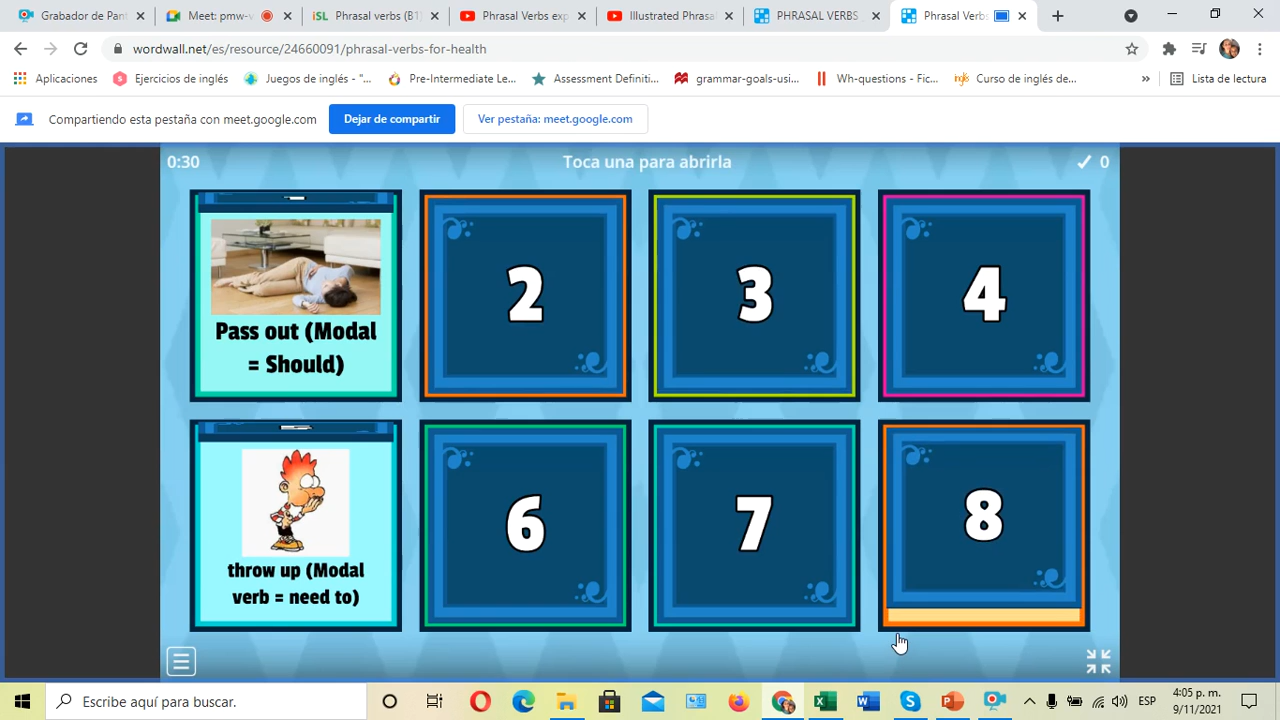 Grabador de Pant
Meet: pmw-v
iSL Phrasal verbs (B1)
Phrasal Verbs exp
Illustrated Phrasa
PHRASAL VERBS
Phrasal Verb
wordwall.net/es/resource/24660091/phrasal-verbs-for-health
Aplicaciones
Ejercicios de inglés
Juegos de inglés - "...
Pre-Intermediate Le...
Assessment Definiti...
grammar-goals-usi...
Wh-questions - Fic...
Curso de inglés de...
»
Lista de lectura
Compartiendo esta pestaña con meet.google.com
Dejar de compartir
Ver pestaña: meet.google.com
0:30
Toca una para abrirla
0
Pass out (Modal
= Should)
2
3
4
throw up (Modal
verb = need to)
6
7
8
Escribe aquí para buscar.
ESP
4:05 p. m.
9/11/2021